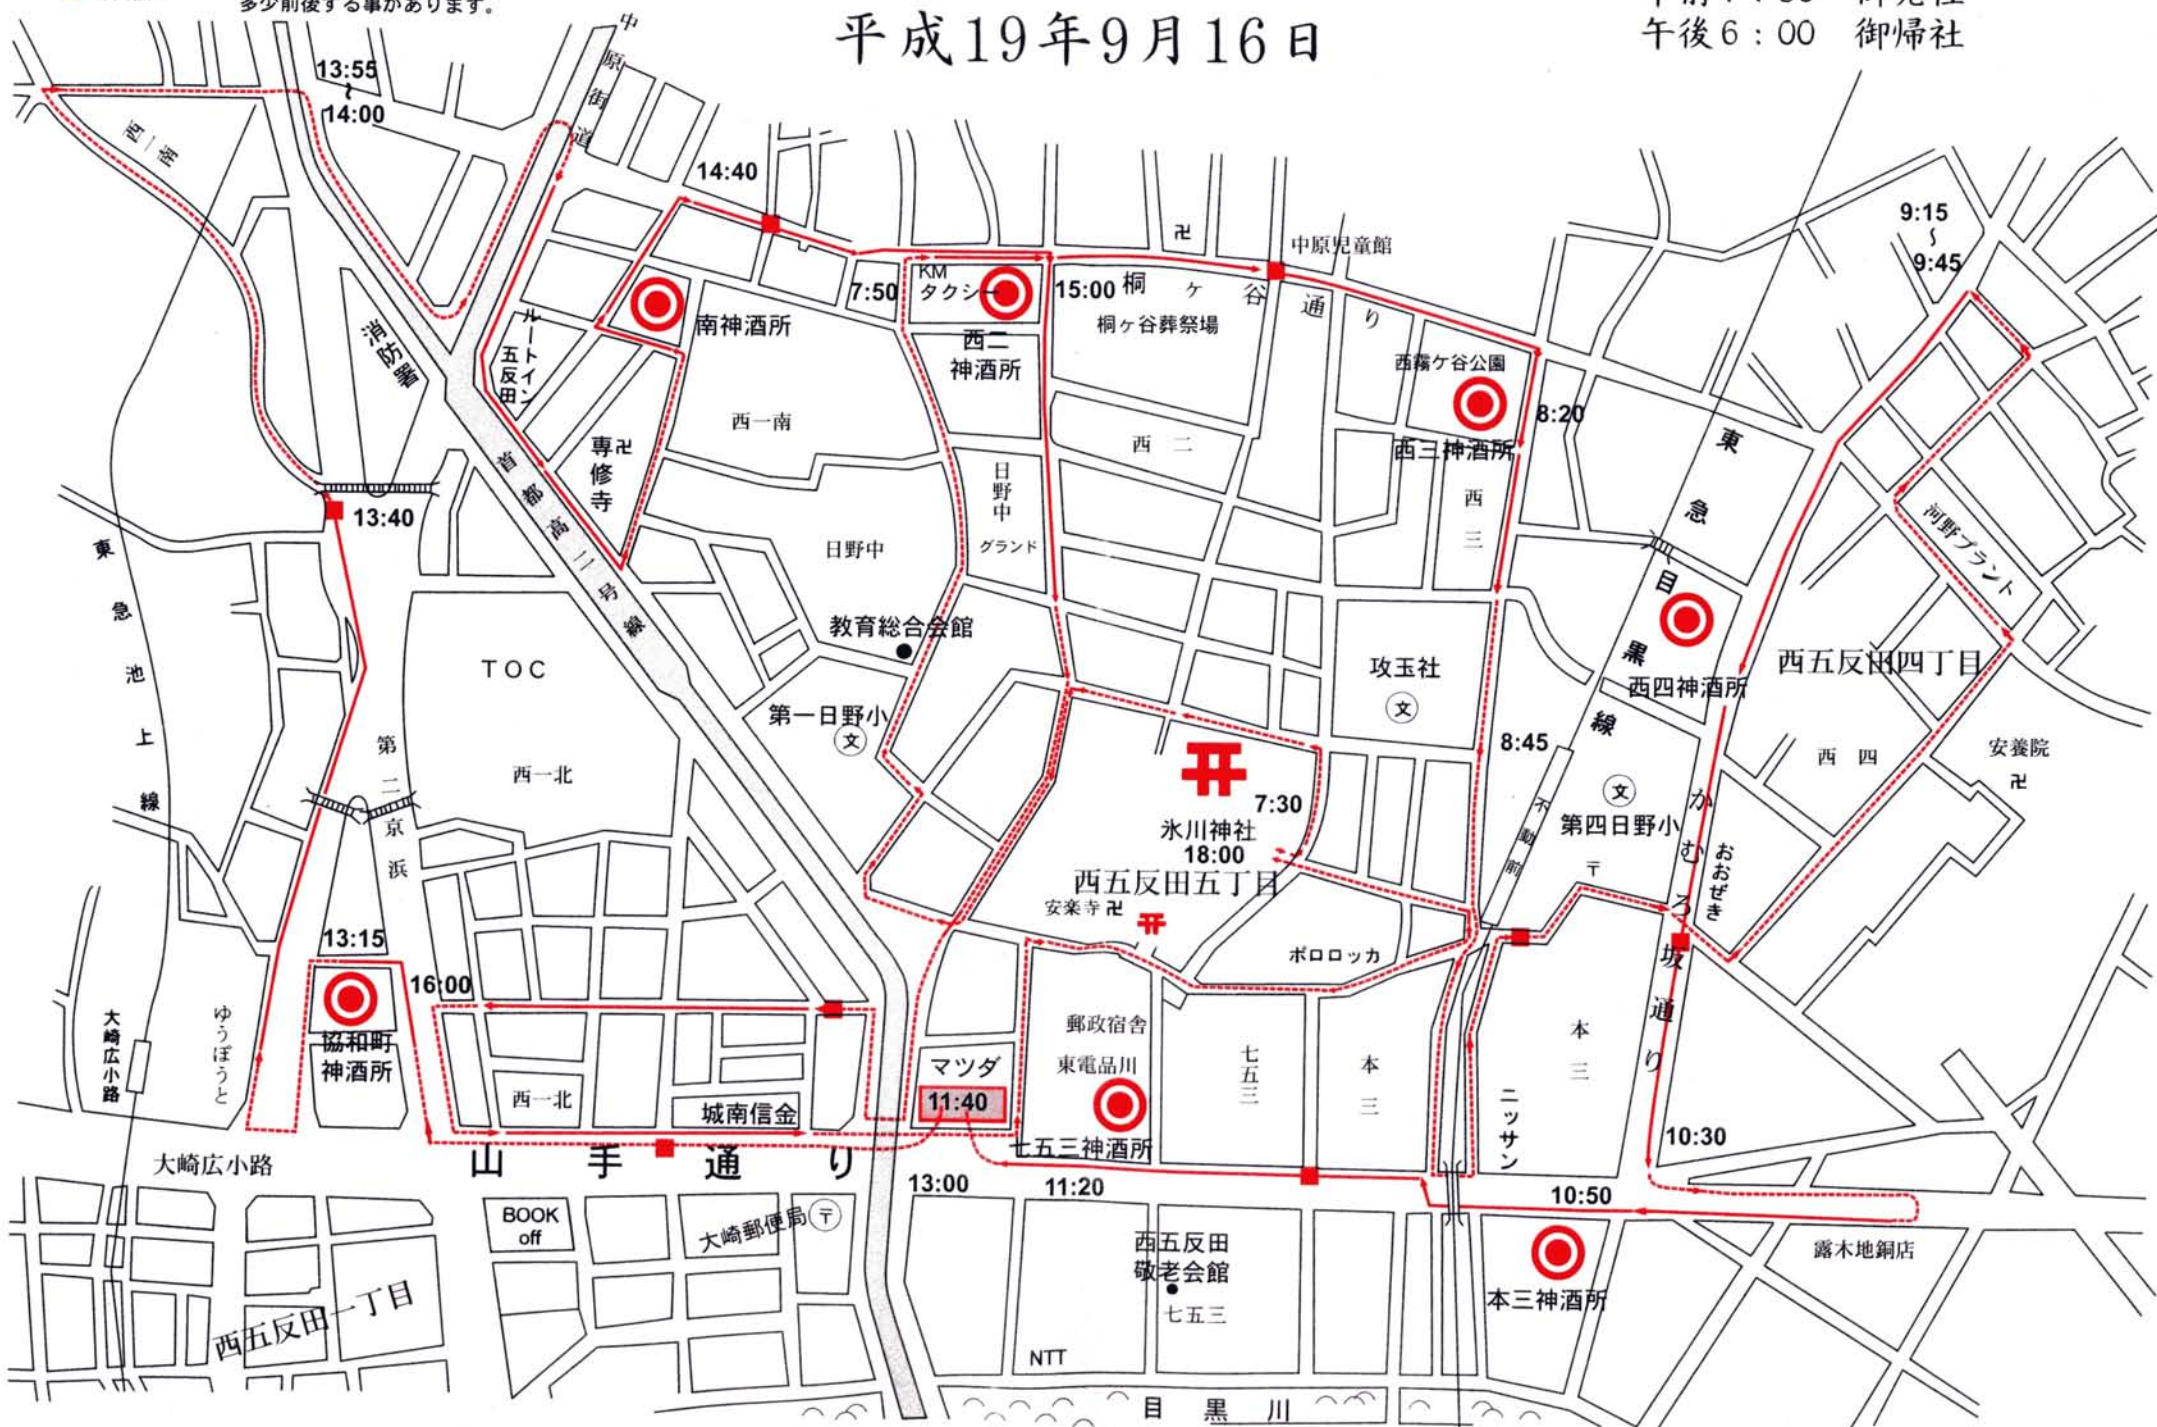 多少前後する事があります。
平成19年9月16日
午後6：00　御帰社
中原街道
13:55
〜
14:00
西一南
14:40
9:15
〜
9:45
卍
中原児童館
KM
タクシー
7:50
15:00
桐ヶ谷通り
南神酒所
桐ヶ谷葬祭場
消防署
ルートイン
五反田
西二
神酒所
西霧ケ谷公園
8:20
西一南
西二
西三神酒所
東急目黒線
専修寺
卍
首都高二号線
日野中
グランド
西三
河野プラント
13:40
東急池上線
日野中
教育総合会館
TOC
攻玉社
文
西五反田四丁目
西四神酒所
第一日野小
文
8:45
第二京浜
西一北
西四
安養院
卍
7:30
氷川神社
18:00
不動前
文
第四日野小
〒
かむろ坂通り
おおぜき
西五反田五丁目
安楽寺
卍
ポロロッカ
13:15
16:00
大崎広小路
ゆうぽうと
協和町
神酒所
郵政宿舎
東電品川
七五三
本三
本三
マツダ
11:40
西一北
城南信金
七五三神酒所
ニッサン
10:30
大崎広小路
山手通り
13:00
11:20
10:50
BOOK
off
大崎郵便局
〒
西五反田
敬老会館
七五三
露木地銅店
本三神酒所
西五反田一丁目
NTT
目黒川